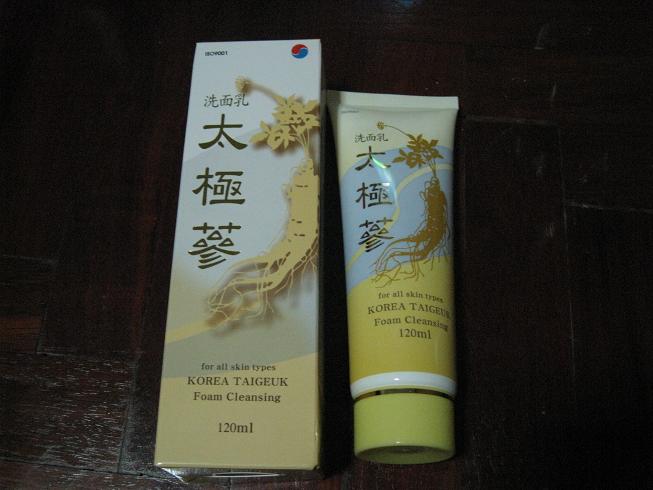 ISO9001
洗面乳
太
極
蔘
for all skin types
KOREA TAIGEUK
Foam Cleansing
120ml
洗面乳
太
極
蔘
for all skin types
KOREA TAIGEUK
Foam Cleansing
120ml